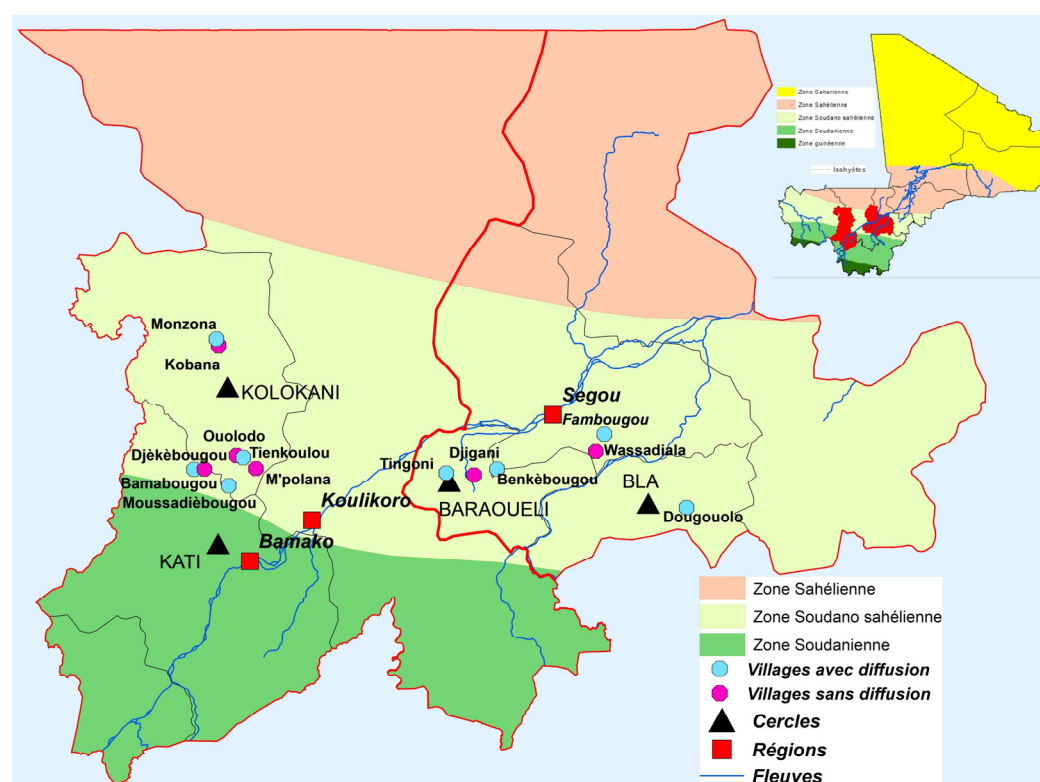 Zone Saharienne
Zone Sahélienne
Zone Soudano sahélienne
Zone Soudanienne
Zone guinéenne
Isohyètes
Monzona
Kobana
KOLOKANI
Segou
Fambougou
Ouolodo
Djèkèbougou
Tienkoulou
Djigani
Wassadiala
Tingoni
Bamabougou
M'polana
Benkèbougou
BLA
Moussadièbougou
Koulikoro
BARAOUELI
Dougouolo
Bamako
KATI
Zone Sahélienne
Zone Soudano sahélienne
Zone Soudanienne
Villages avec diffusion
Villages sans diffusion
Cercles
Régions
Fleuves